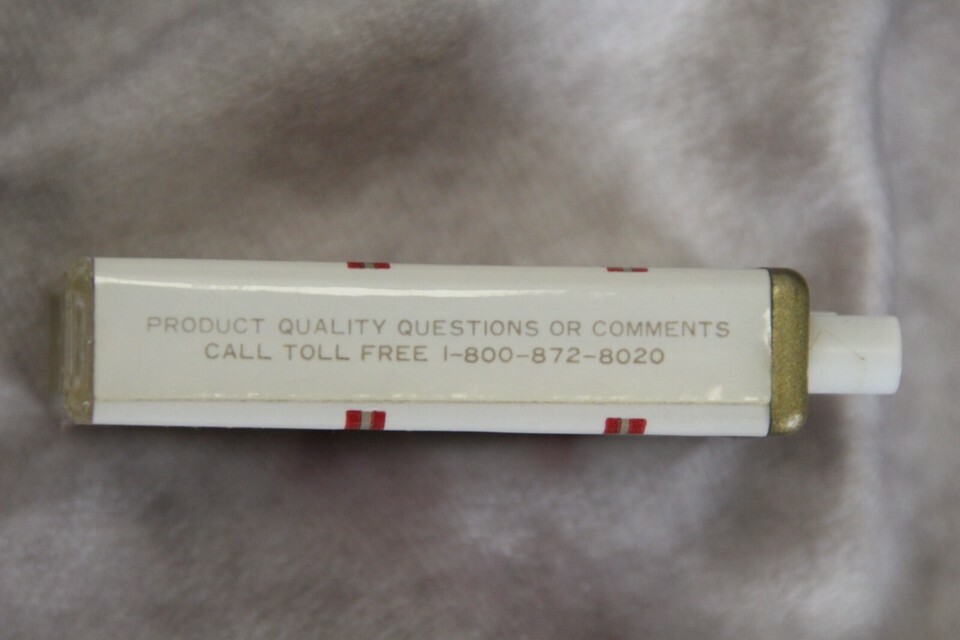 PRODUCT QUALITY QUESTIONS OR COMMENTS
CALL TOLL FREE 1-800-872-8020